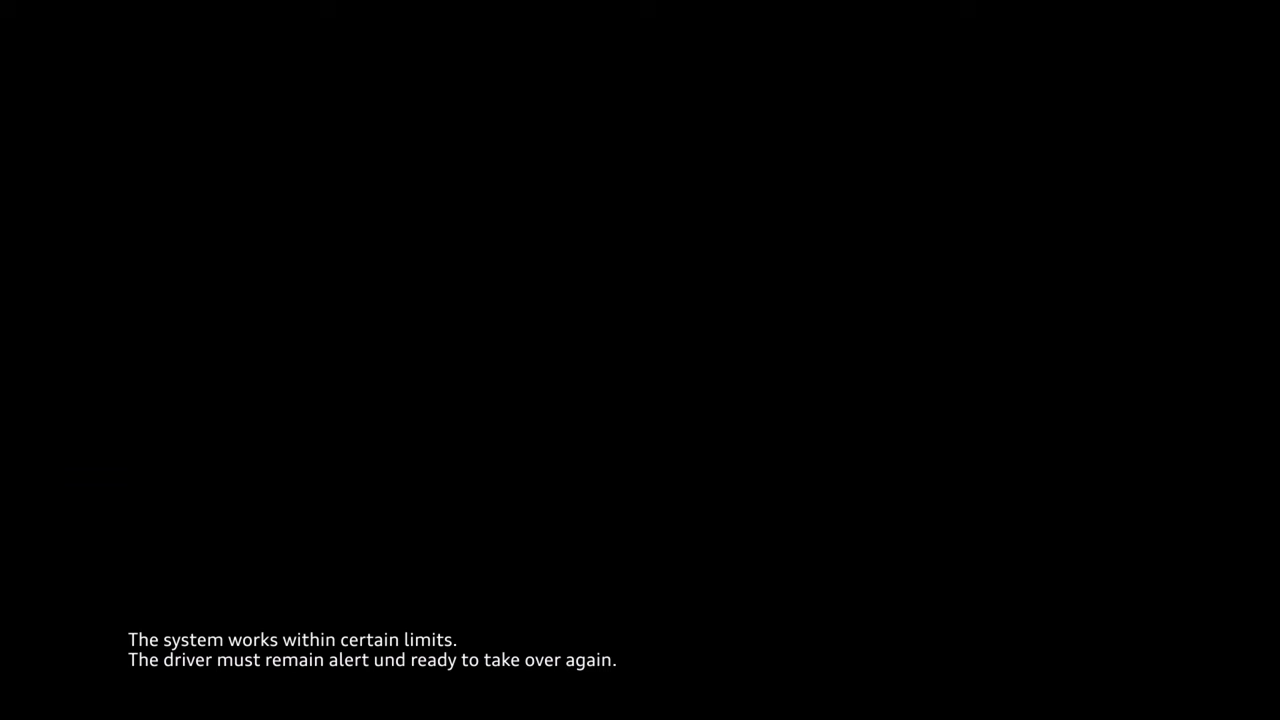 The system works within certain limits.
The driver must remain alert und ready to take over again.